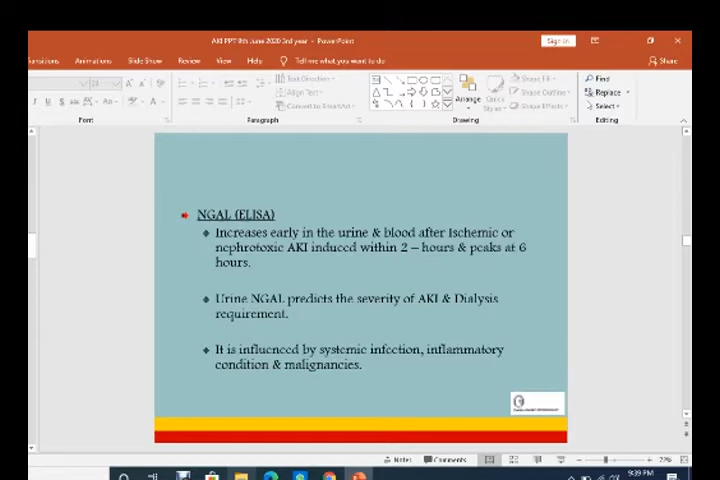 AKI PPT 9th June 2020 3rd year - PowerPoint
Sign in
Transitions Animations Slide Show Review View Help Tell me what you want to do Share
Text Direction
Align Text
Convert to SmartArt
Arrange
Quick Styles
Shape Fill
Shape Outline
Shape Effects
Find
Replace
Select
Font Paragraph Drawing Editing
NGAL (ELISA)
Increases early in the urine & blood after Ischemic or
nephrotoxic AKI induced within 2 – hours & peaks at 6
hours.
Urine NGAL predicts the severity of AKI & Dialysis
requirement.
It is influenced by systemic infection, inflammatory
condition & malignancies.
Notes Comments 72%
9:39 PM